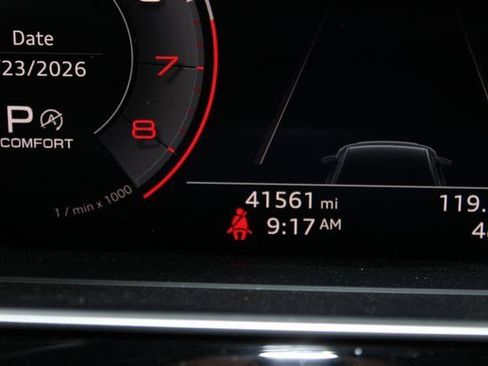 Date
/23/2026
7
8
P A
COMFORT
1 / min x 1000
41561 mi
9:17 AM
119.